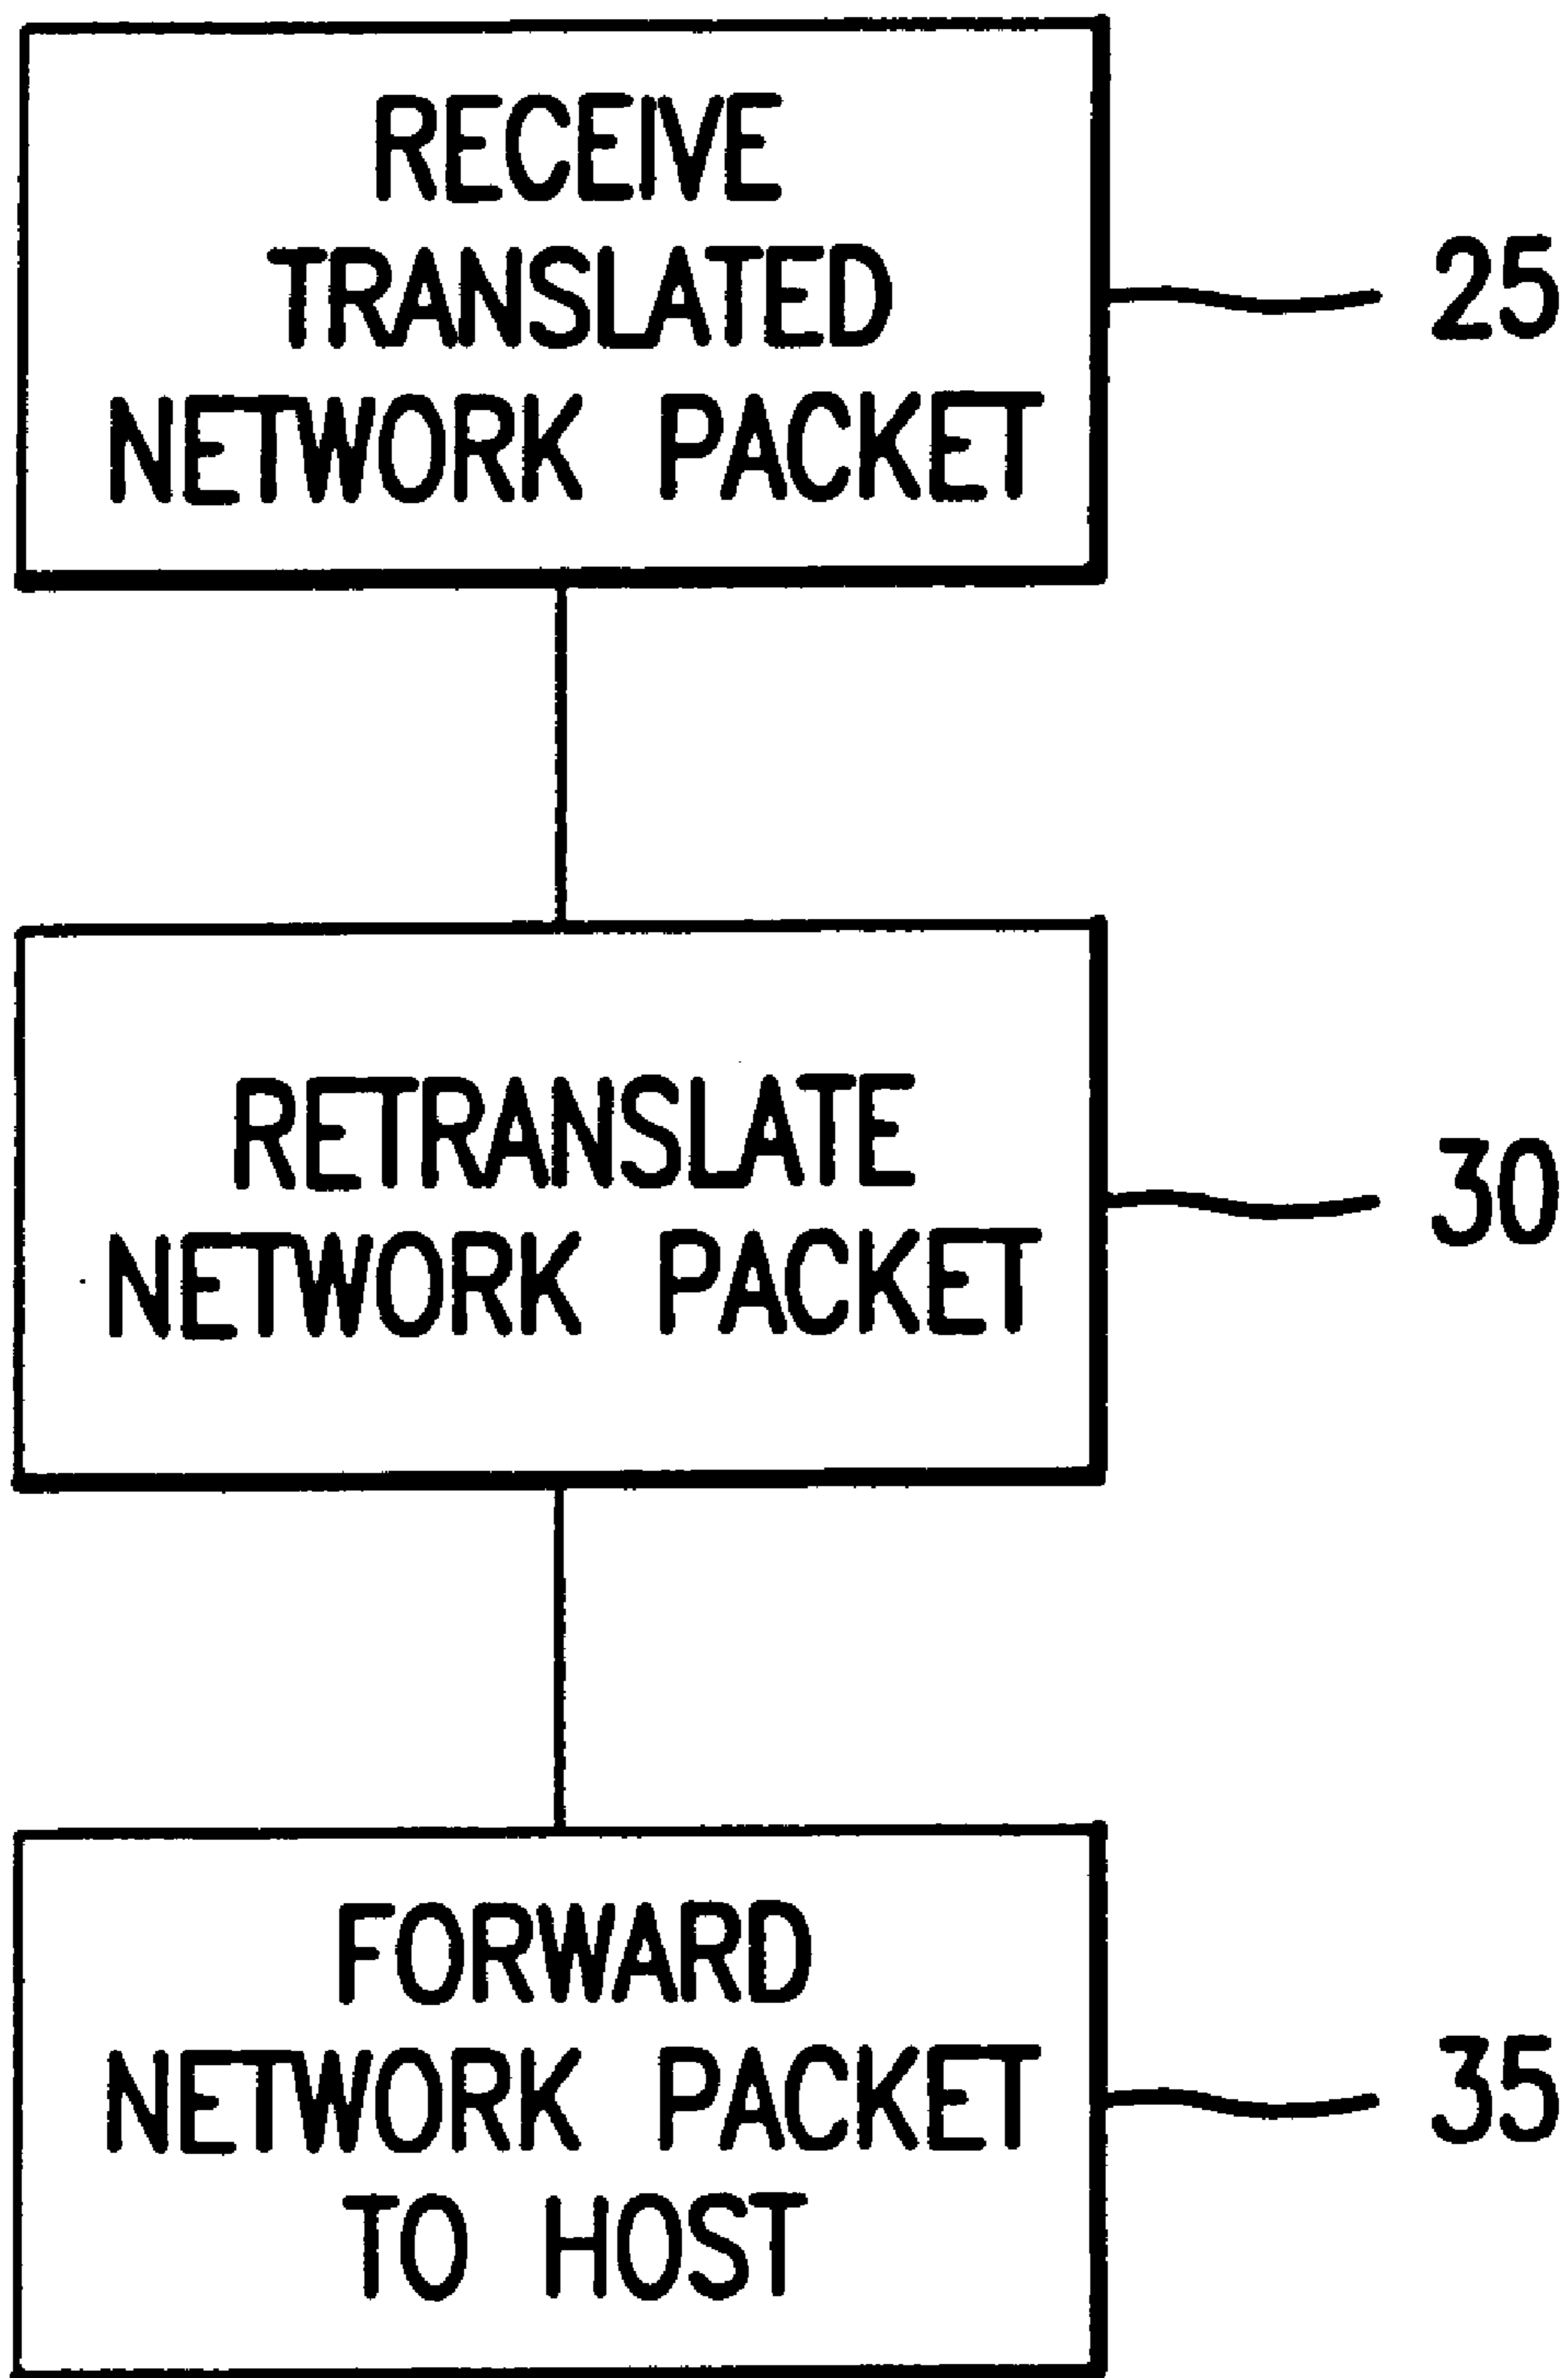 RECEIVE
TRANSLATED
NETWORK PACKET
25
RETRANSLATE
NETWORK PACKET
30
FORWARD
NETWORK PACKET
TO HOST
35